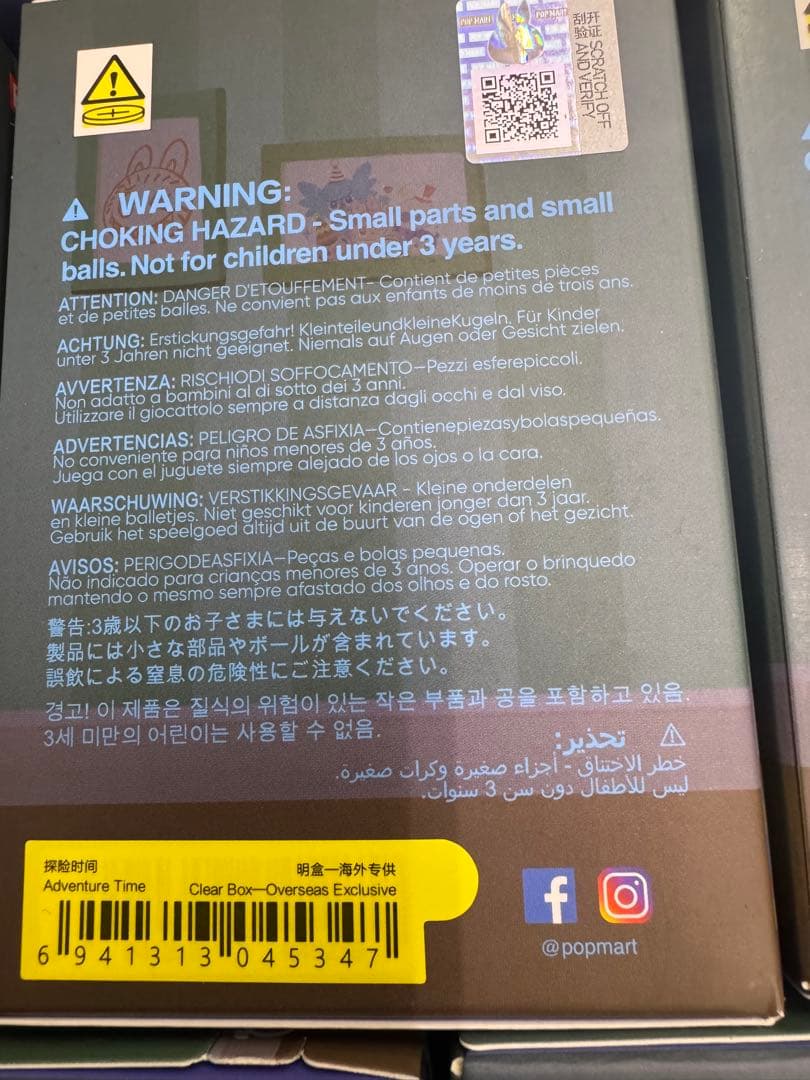 POP MART
POP MART
刮开
验证
SCRATCH OFF
AND VERIFY
WARNING:
CHOKING HAZARD - Small parts and small
balls. Not for children under 3 years.
ATTENTION: DANGER D'ETOUFFEMENT- Contient de petites pièces
et de petites balles. Ne convient pas aux enfants de moins de trois ans.
ACHTUNG: Erstickungsgefahr! KleinteileundkleineKugeln. Für Kinder
unter 3 Jahren nicht geeignet. Niemals auf Augen oder Gesicht zielen.
AVVERTENZA: RISCHIODI SOFFOCAMENTO—Pezzi esferepiccoli.
Non adatto a bambini al di sotto dei 3 anni.
Utilizzare il giocattolo sempre a distanza dagli occhi e dal viso.
ADVERTENCIAS: PELIGRO DE ASFIXIA—Contienepiezasybolaspequeñas.
No conveniente para niños menores de 3 años.
Juega con el juguete siempre alejado de los ojos o la cara.
WAARSCHUWING: VERSTIKKINGSGEVAAR - Kleine onderdelen
en kleine balletjes. Niet geschikt voor kinderen jonger dan 3 jaar.
Gebruik het speelgoed altijd uit de buurt van de ogen of het gezicht.
AVISOS: PERIGODEASFIXIA—Peças e bolas pequenas.
Não indicado para crianças menores de 3 anos. Operar o brinquedo
mantendo o mesmo sempre afastado dos olhos e do rosto.
警告:3歳以下のお子さまには与えないでください。
製品には小さな部品やボールが含まれています。
誤飲による窒息の危険性にご注意ください。
경고! 이 제품은 질식의 위험이 있는 작은 부품과 공을 포함하고 있음.
3세 미만의 어린이는 사용할 수 없음.
تحذير:
خطر الاختناق - أجزاء صغيرة وكرات صغيرة.
ليس للأطفال دون سن 3 سنوات.
探险时间
明盒—海外专供
Adventure Time
Clear Box—Overseas Exclusive
6 941313 045347
@popmart